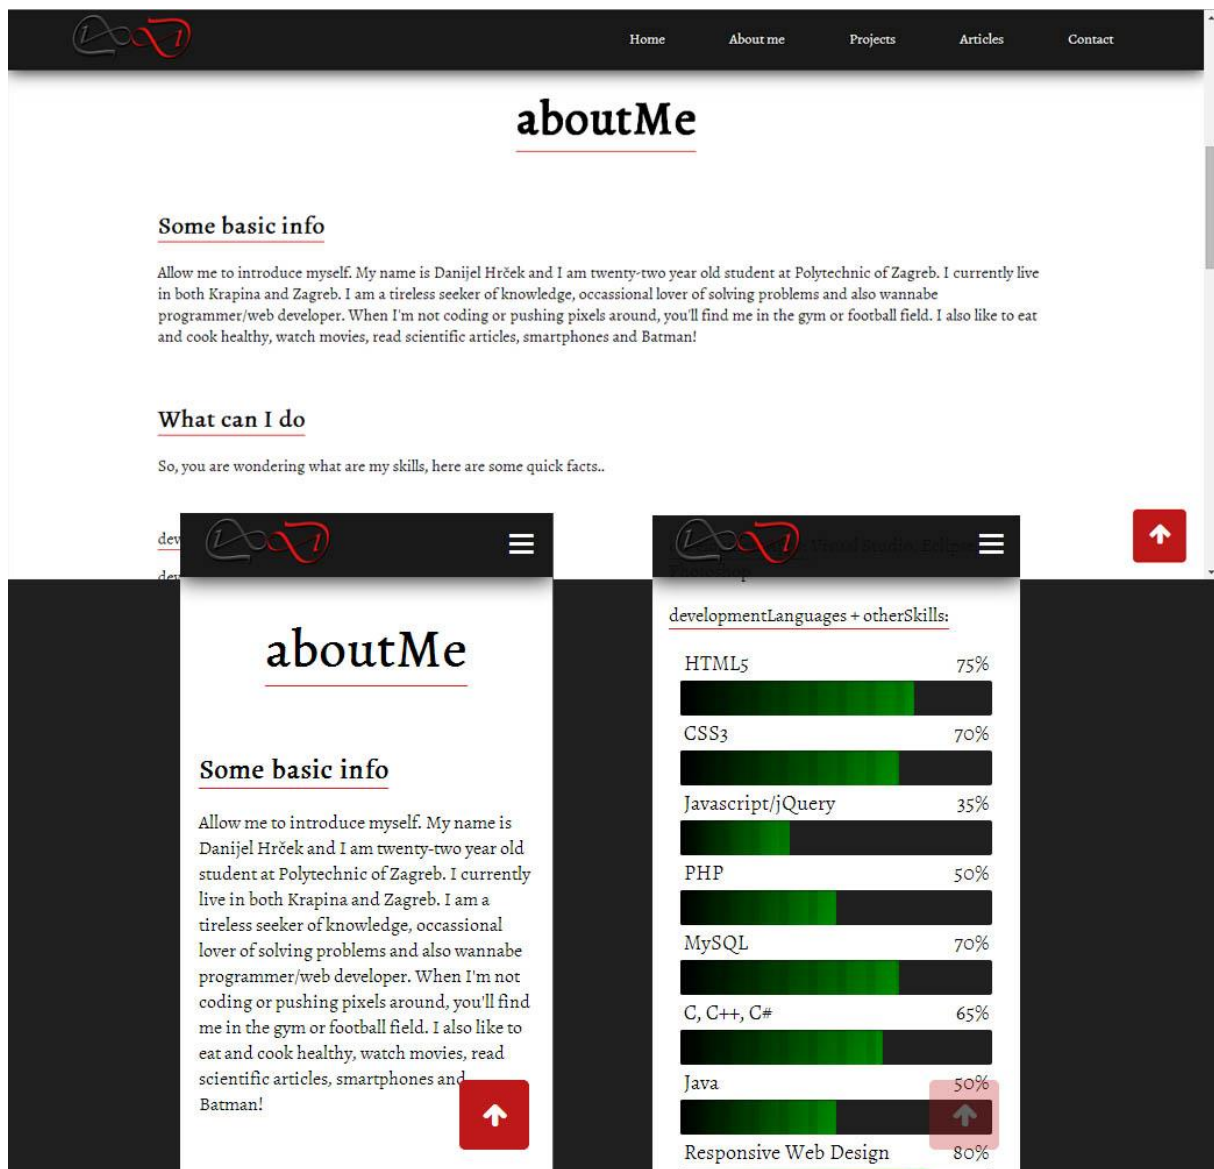 Home About me Projects Articles Contact
aboutMe
Some basic info
Allow me to introduce myself. My name is Danijel Hrček and I am twenty-two year old student at Polytechnic of Zagreb. I currently live
in both Krapina and Zagreb. I am a tireless seeker of knowledge, occassional lover of solving problems and also wannabe
programmer/web developer. When I'm not coding or pushing pixels around, you'll find me in the gym or football field. I also like to eat
and cook healthy, watch movies, read scientific articles, smartphones and Batman!
What can I do
So, you are wondering what are my skills, here are some quick facts..
dev
dev
aboutMe
Some basic info
Allow me to introduce myself. My name is
Danijel Hrček and I am twenty-two year old
student at Polytechnic of Zagreb. I currently
live in both Krapina and Zagreb. I am a
tireless seeker of knowledge, occassional
lover of solving problems and also wannabe
programmer/web developer. When I'm not
coding or pushing pixels around, you'll find
me in the gym or football field. I also like to
eat and cook healthy, watch movies, read
scientific articles, smartphones and
Batman!
Visual Studio, Eclipse
Photoshop
developmentLanguages + otherSkills:
HTML5 75%
CSS3 70%
Javascript/jQuery 35%
PHP 50%
MySQL 70%
C, C++, C# 65%
Java 50%
Responsive Web Design 80%